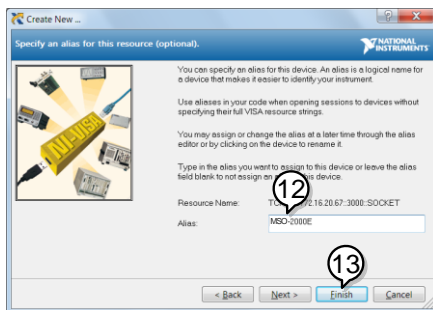 Create New ...
Specify an alias for this resource (optional).
NATIONAL INSTRUMENTS
You can specify an alias for this device. An alias is a logical name for
a device that makes it easier to identify your instrument.
Use aliases in your code when opening sessions to devices without
specifying their full VISA resource strings.
You may assign or change the alias at a later time through the alias
editor or by clicking on the device to rename it.
Type in the alias you want to assign to this device or leave the alias
field blank to not assign an this device.
12
Resource Name: 2.16.20.67::3000::SOCKET
Alias: MSO-2000E
NI-VISA
13
< Back Next > Finish Cancel